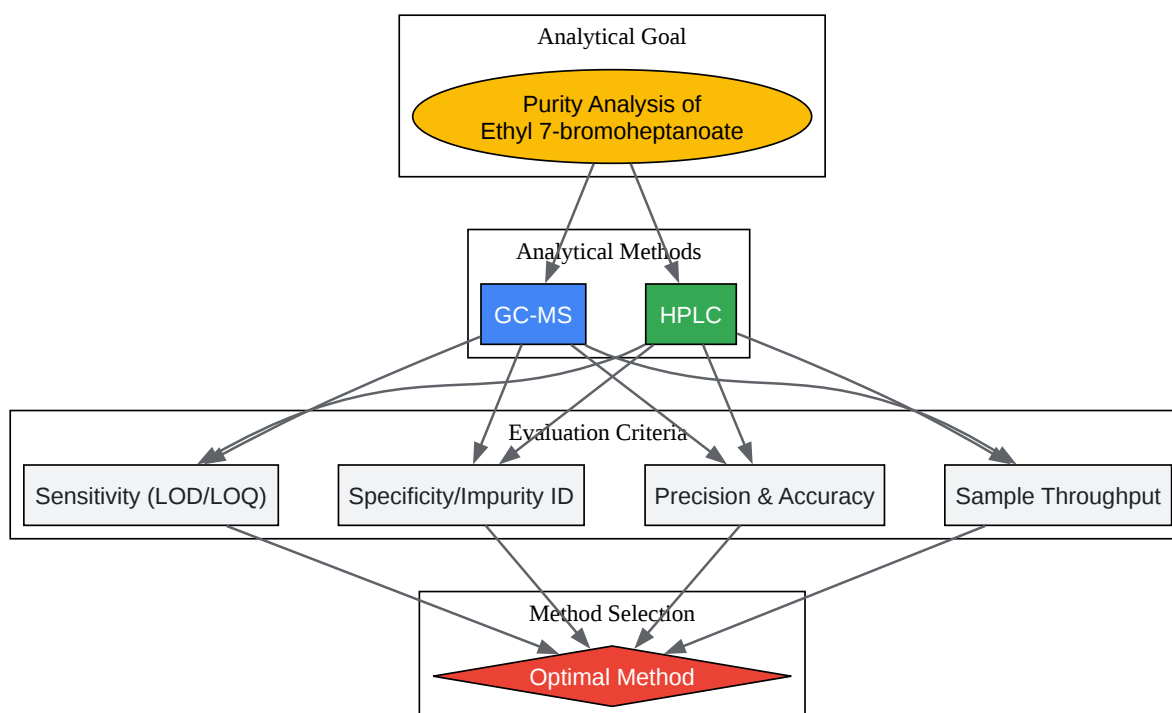 Analytical Goal
Purity Analysis of
Ethyl 7-bromoheptanoate
Analytical Methods
GC-MS
HPLC
Evaluation Criteria
Sensitivity (LOD/LOQ)
Specificity/Impurity ID
Precision & Accuracy
Sample Throughput
Method Selection
Optimal Method